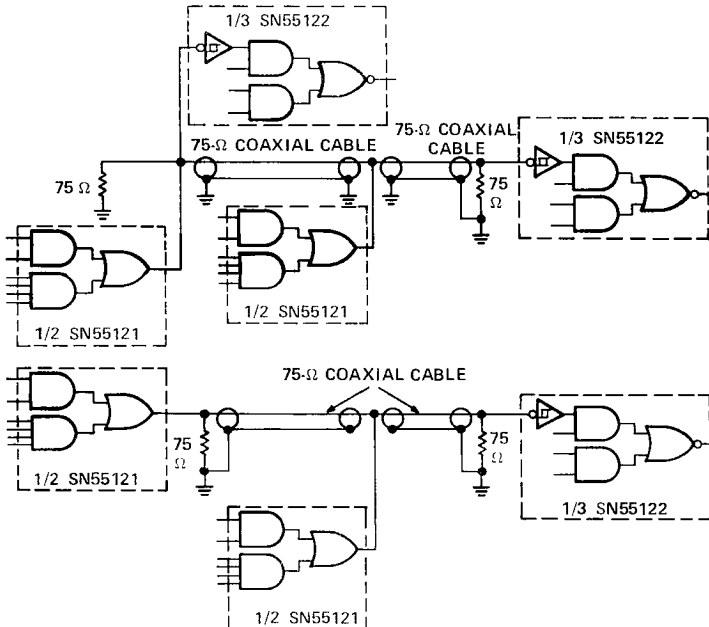 1/3 SN55122
75-Ω COAXIAL CABLE
75-Ω COAXIAL
CABLE
1/3 SN55122
75 Ω
75
Ω
1/2 SN55121
1/2 SN55121
75-Ω COAXIAL CABLE
75
Ω
75
Ω
1/2 SN55121
1/3 SN55122
1/2 SN55121